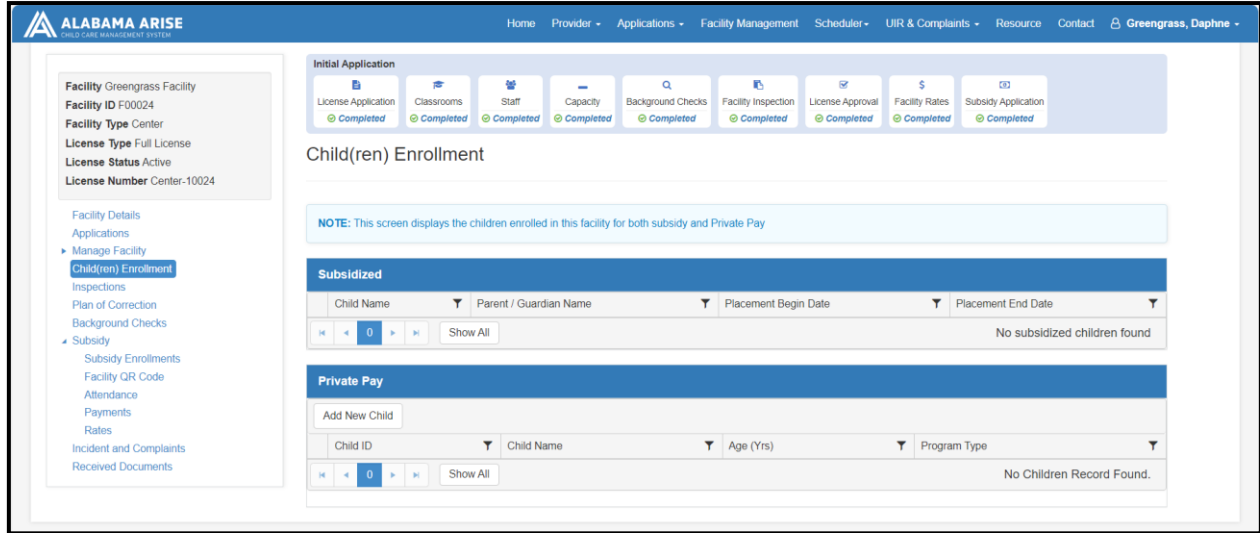 ALABAMA ARISE
CHILD CARE MANAGEMENT SYSTEM
Home Provider Applications Facility Management Scheduler UIR & Complaints Resource Contact Greengrass, Daphne
Facility Greengrass Facility
Facility ID F00024
Facility Type Center
License Type Full License
License Status Active
License Number Center-10024
Facility Details
Applications
Manage Facility
Child(ren) Enrollment
Inspections
Plan of Correction
Background Checks
Subsidy
Subsidy Enrollments
Facility QR Code
Attendance
Payments
Rates
Incident and Complaints
Received Documents
Initial Application
License Application Classrooms Staff Capacity Background Checks Facility Inspection License Approval Facility Rates Subsidy Application
Completed Completed Completed Completed Completed Completed Completed Completed Completed
Child(ren) Enrollment
NOTE: This screen displays the children enrolled in this facility for both subsidy and Private Pay
Subsidized
Child Name Parent / Guardian Name Placement Begin Date Placement End Date
0 Show All No subsidized children found
Private Pay
Add New Child
Child ID Child Name Age (Yrs) Program Type
0 Show All No Children Record Found.